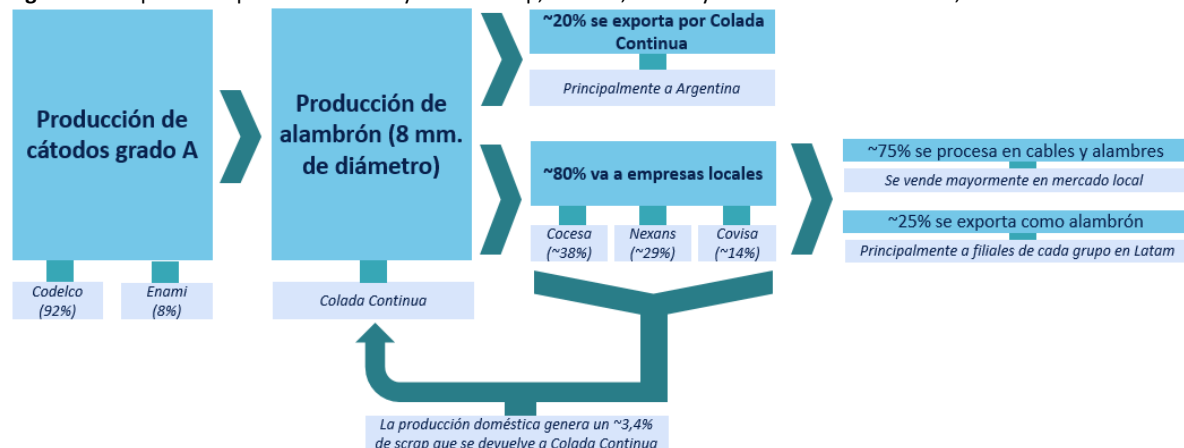 ~20% se exporta por Colada
Continua
Principalmente a Argentina
Producción de
cátodos grado A
Producción de
alambrón (8 mm.
de diámetro)
~80% va a empresas locales
~75% se procesa en cables y alambres
Se vende mayormente en mercado local
~25% se exporta como alambrón
Principalmente a filiales de cada grupo en Latam
Cocesa
(~38%)
Nexans
(~29%)
Covisa
(~14%)
Codelco
(92%)
Enami
(8%)
Colada Continua
La producción doméstica genera un ~3,4%
de scrap que se devuelve a Colada Continua